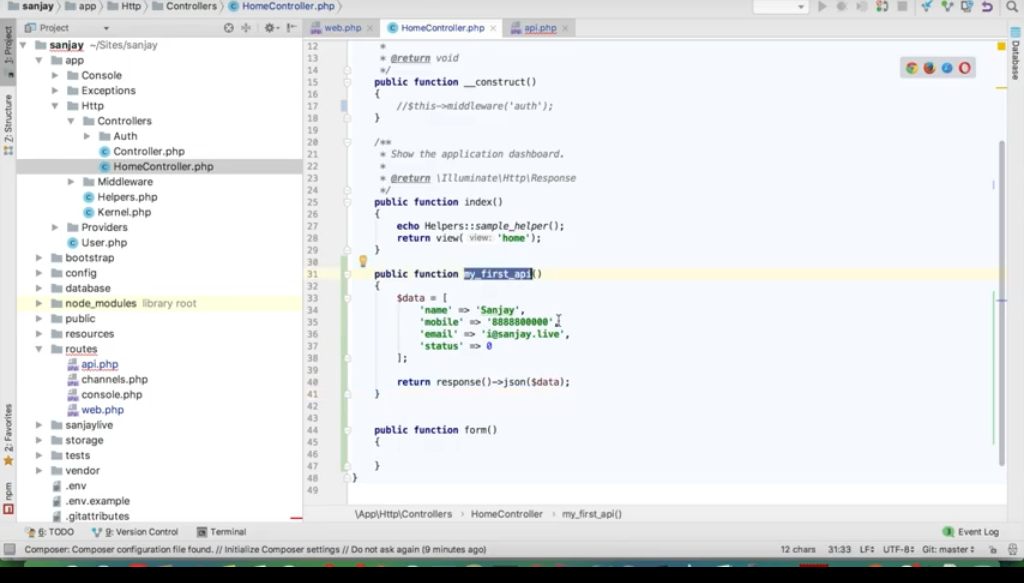 sanjay app Http Controllers HomeController.php
Project
web.php HomeController.php api.php
1: Project
Z: Structure
2: Favorites
npm
Database
sanjay ~/Sites/sanjay
app
Console
Exceptions
Http
Controllers
Auth
Controller.php
HomeController.php
Middleware
Helpers.php
Kernel.php
Providers
User.php
bootstrap
config
database
node_modules library root
public
resources
routes
api.php
channels.php
console.php
web.php
sanjaylive
storage
tests
vendor
.env
.env.example
.gitattributes
12 *
13 * @return void
14 */
15 public function __construct()
16 {
17 //$this->middleware('auth');
18 }
19
20 /**
21 * Show the application dashboard.
22 *
23 * @return \Illuminate\Http\Response
24 */
25 public function index()
26 {
27 echo Helpers::sample_helper();
28 return view( view: 'home');
29 }
30
31 public function my_first_api()
32 {
33 $data = [
34 'name' => 'Sanjay',
35 'mobile' => '8888800000',
36 'email' => 'i@sanjay.live',
37 'status' => 0
38 ];
39
40 return response()->json($data);
41 }
42
43
44 public function form()
45 {
46
47 }
48 }
49
\App\Http\Controllers HomeController my_first_api()
6: TODO 9: Version Control Terminal 3 Event Log
Composer: Composer configuration file found. // Initialize Composer settings // Do not ask again (9 minutes ago) 12 chars 31:33 LF UTF-8 Git: master